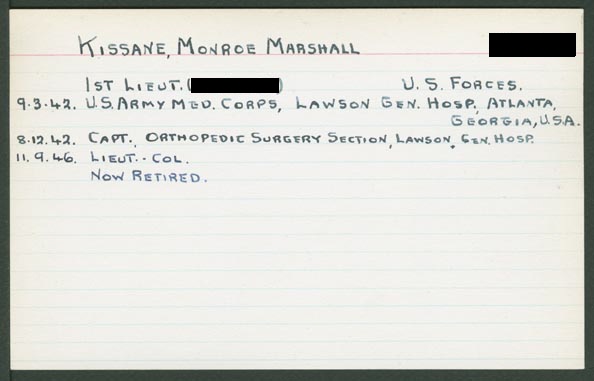 KISSANE, MONROE MARSHALL
1ST LIEUT. ( ) U. S. FORCES.
9.3.42. U.S. ARMY MED. CORPS, LAWSON GEN. HOSP, ATLANTA,
GEORGIA, U.S.A.
8.12.42. CAPT., ORTHOPEDIC SURGERY SECTION, LAWSON, GEN. HOSP.
11.9.46. LIEUT.. COL.
NOW RETIRED.